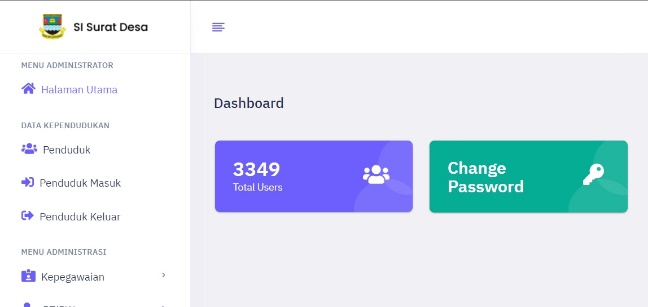 SI Surat Desa
MENU ADMINISTRATOR
Halaman Utama
DATA KEPENDUDUKAN
Penduduk
Penduduk Masuk
Penduduk Keluar
MENU ADMINISTRASI
Kepegawaian
Dashboard
3349
Total Users
Change
Password